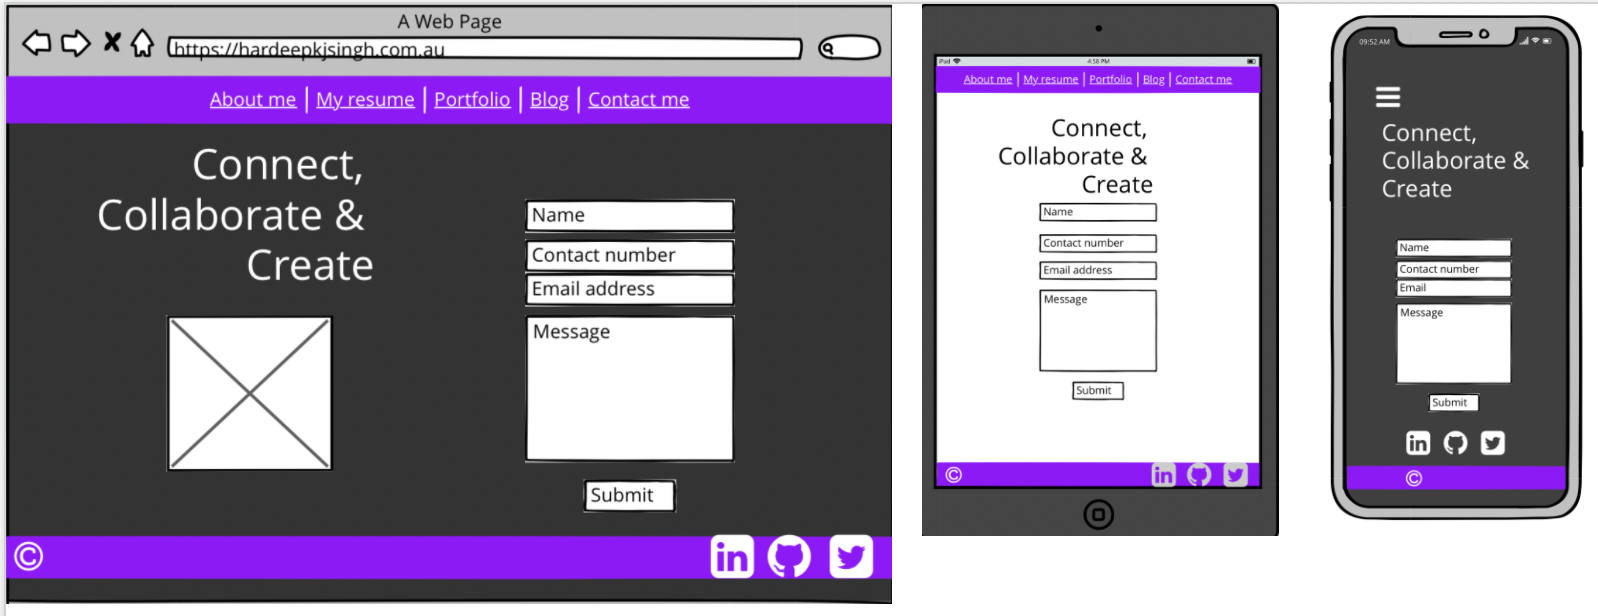 A Web Page
https://hardeepkjsingh.com.au
About me | My resume | Portfolio | Blog | Contact me
Connect,
Collaborate &
Create
Name
Contact number
Email address
Message
Submit
©
in
iPad 4:58 PM
About me | My resume | Portfolio | Blog | Contact me
Connect,
Collaborate &
Create
Name
Contact number
Email address
Message
Submit
©
in
09:52 AM
Connect,
Collaborate &
Create
Name
Contact number
Email
Message
Submit
in
©